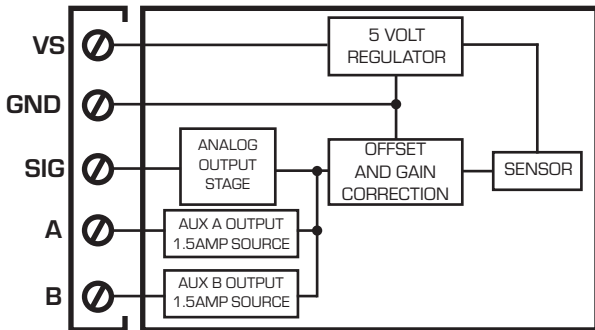 VS
5 VOLT
REGULATOR
GND
SIG
ANALOG
OUTPUT
STAGE
OFFSET
AND GAIN
CORRECTION
SENSOR
A
AUX A OUTPUT
1.5AMP SOURCE
B
AUX B OUTPUT
1.5AMP SOURCE